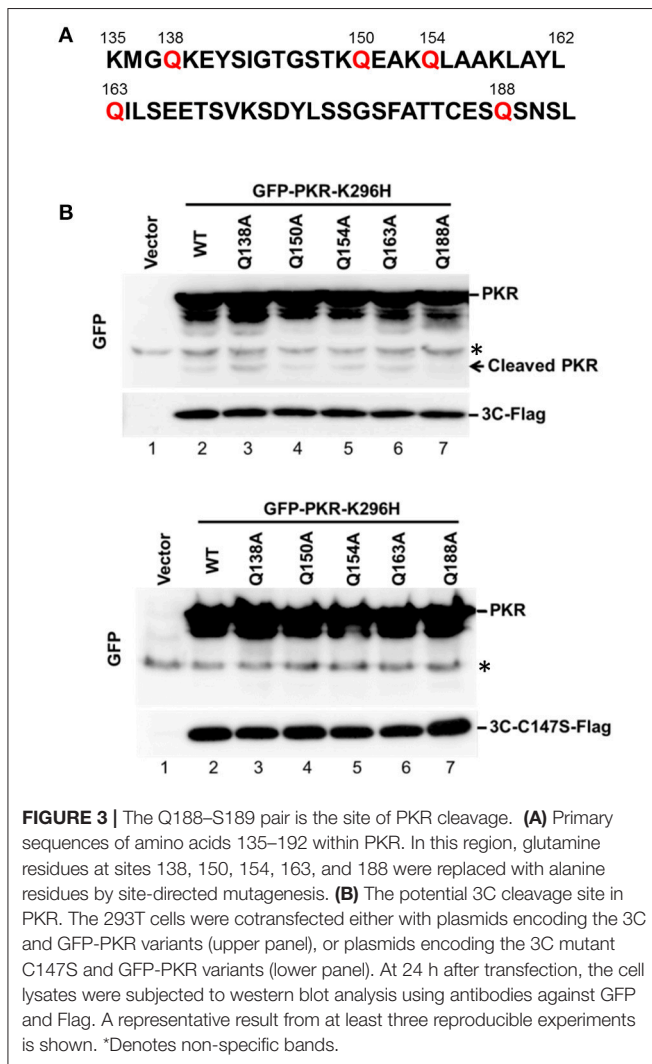 A
135 138 150 154 162
KMGQKEYSIGTGSTKQEAKQLAAKLAYL
163 188
QILSEETSVKSDYLSSGSFATTCESQSNSL
B
GFP-PKR-K296H
Vector WT Q138A Q150A Q154A Q163A Q188A
GFP
PKR
*
Cleaved PKR
3C-Flag
1 2 3 4 5 6 7
GFP-PKR-K296H
Vector WT Q138A Q150A Q154A Q163A Q188A
GFP
PKR
*
3C-C147S-Flag
1 2 3 4 5 6 7
FIGURE 3 | The Q188–S189 pair is the site of PKR cleavage. (A) Primary
sequences of amino acids 135–192 within PKR. In this region, glutamine
residues at sites 138, 150, 154, 163, and 188 were replaced with alanine
residues by site-directed mutagenesis. (B) The potential 3C cleavage site in
PKR. The 293T cells were cotransfected either with plasmids encoding the 3C
and GFP-PKR variants (upper panel), or plasmids encoding the 3C mutant
C147S and GFP-PKR variants (lower panel). At 24 h after transfection, the cell
lysates were subjected to western blot analysis using antibodies against GFP
and Flag. A representative result from at least three reproducible experiments
is shown. *Denotes non-specific bands.